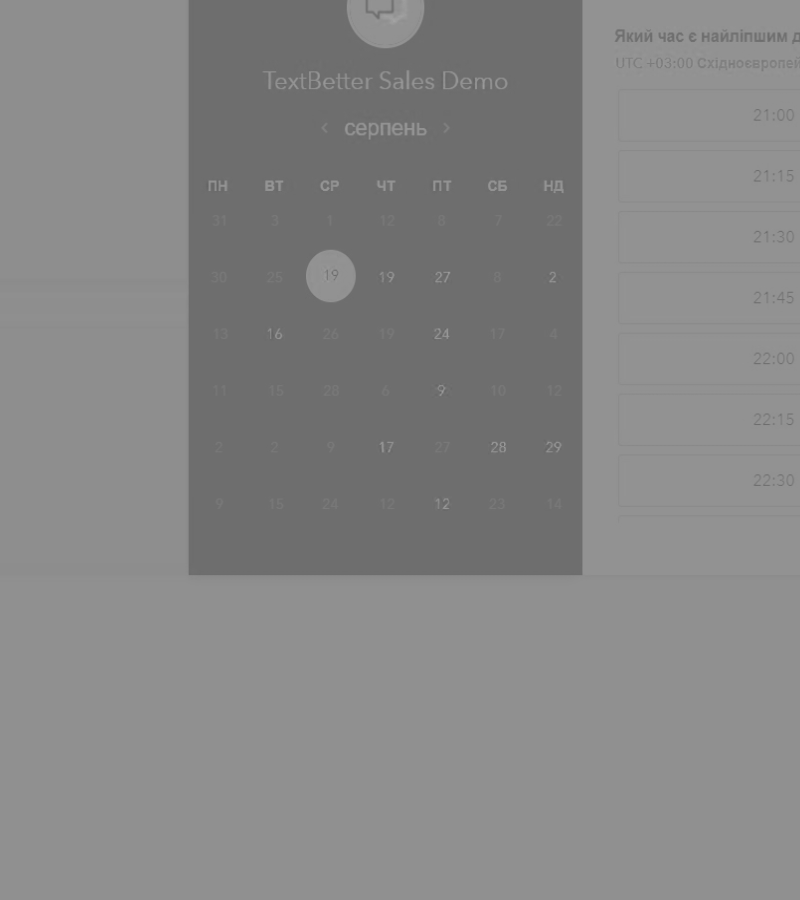 TextBetter Sales Demo
‹ серпень ›
ПН ВТ СР ЧТ ПТ СБ НД
31 3 1 12 8 7 22
30 25 19 19 27 8 2
13 16 26 19 24 17 4
11 15 28 6 9 10 12
2 2 9 17 27 28 29
9 15 24 12 12 23 14
Який час є найліпшим д
UTC +03:00 Східноєвропей
21:00
21:15
21:30
21:45
22:00
22:15
22:30